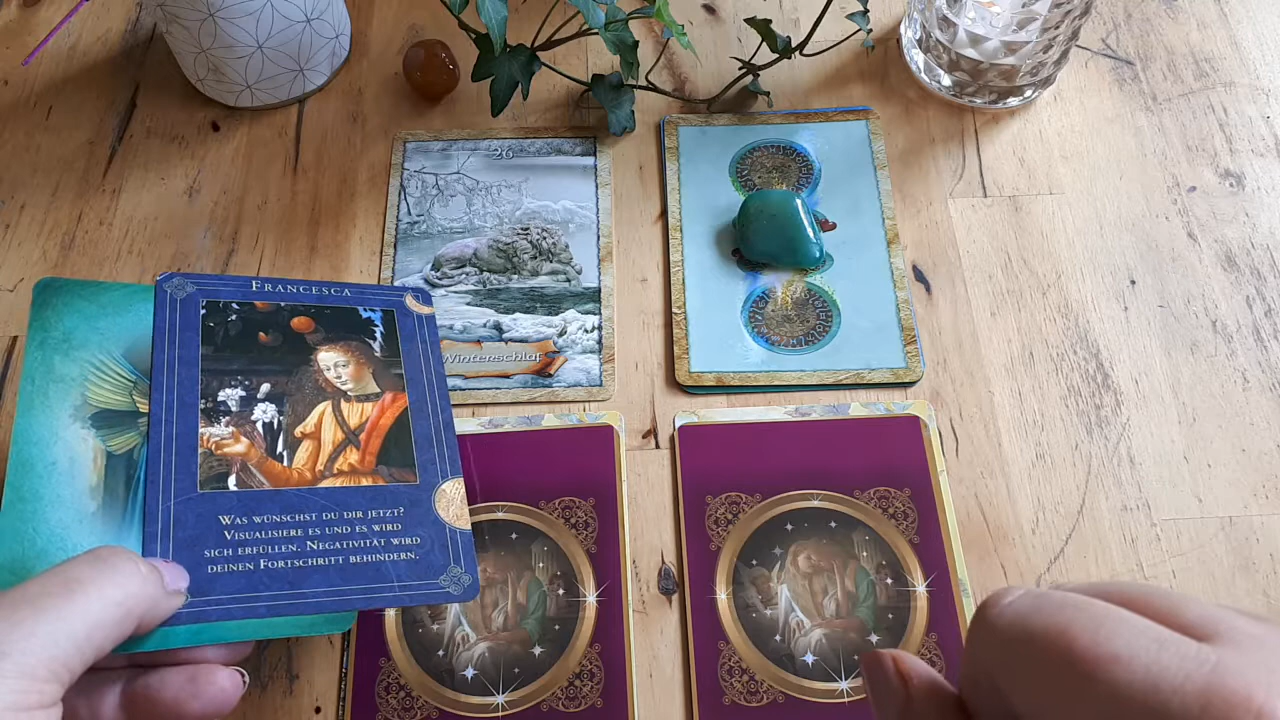 26
Winterschlaf
Francesca
Was wünschst du dir jetzt?
Visualisiere es und es wird
sich erfüllen. Negativität wird
deinen Fortschritt behindern.